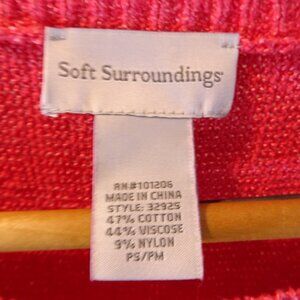 Soft Surroundings
RN#101206
MADE IN CHINA
STYLE: 32925
47% COTTON
44% VISCOSE
9% NYLON
PS/PM